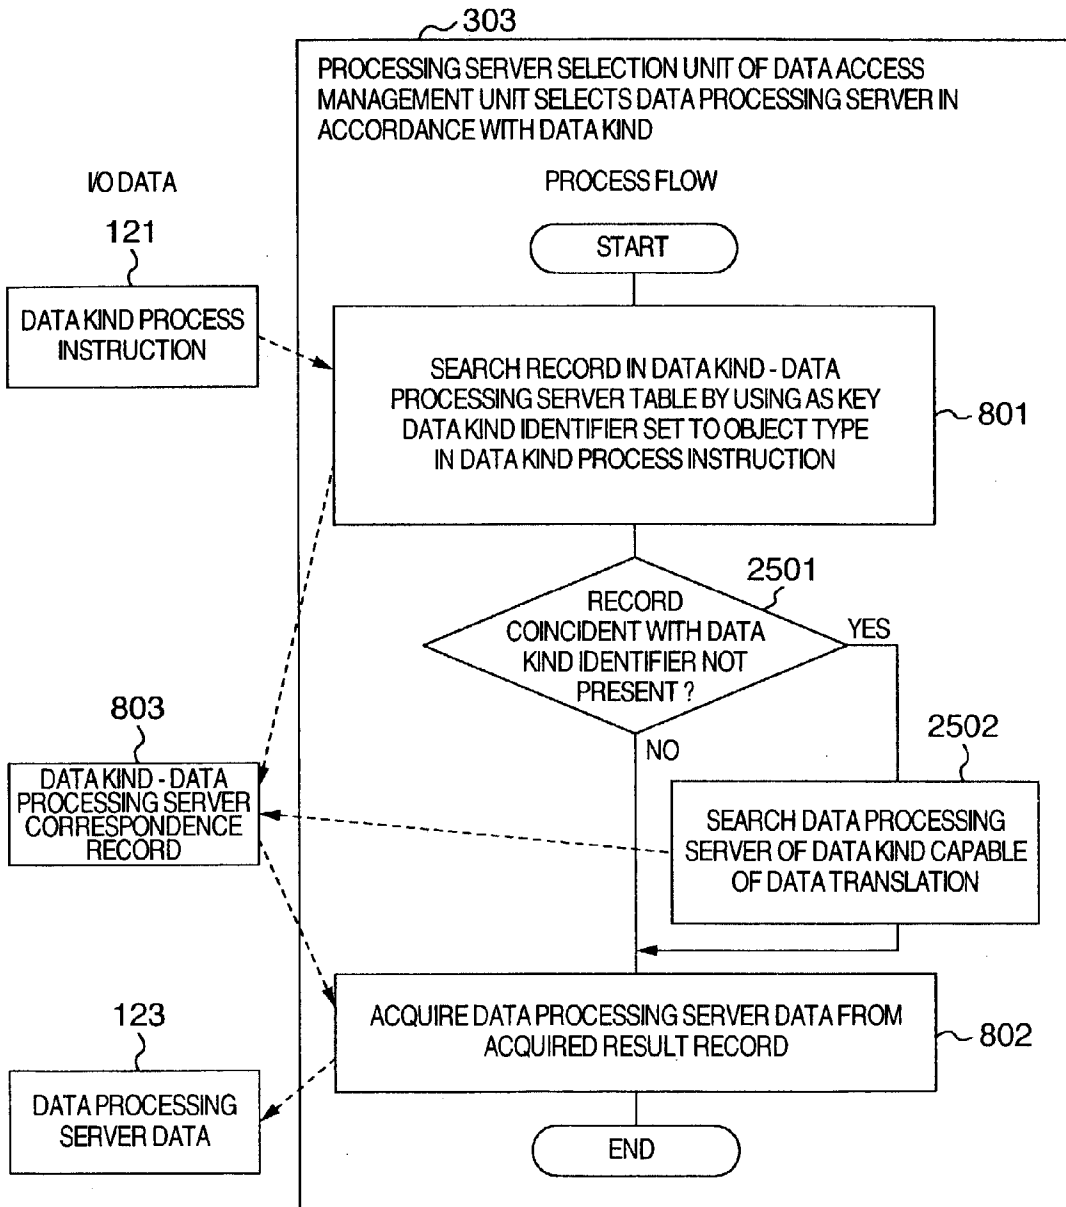 303
PROCESSING SERVER SELECTION UNIT OF DATA ACCESS
MANAGEMENT UNIT SELECTS DATA PROCESSING SERVER IN
ACCORDANCE WITH DATA KIND
I/O DATA
PROCESS FLOW
121
START
DATA KIND PROCESS
INSTRUCTION
SEARCH RECORD IN DATA KIND - DATA
PROCESSING SERVER TABLE BY USING AS KEY
DATA KIND IDENTIFIER SET TO OBJECT TYPE
IN DATA KIND PROCESS INSTRUCTION
801
2501
RECORD
COINCIDENT WITH DATA
KIND IDENTIFIER NOT
PRESENT ?
YES
NO
803
2502
DATA KIND - DATA
PROCESSING SERVER
CORRESPONDENCE
RECORD
SEARCH DATA PROCESSING
SERVER OF DATA KIND CAPABLE
OF DATA TRANSLATION
ACQUIRE DATA PROCESSING SERVER DATA FROM
ACQUIRED RESULT RECORD
802
123
DATA PROCESSING
SERVER DATA
END